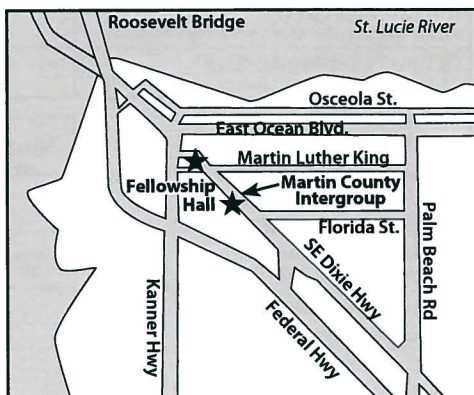 Roosevelt Bridge
St. Lucie River
Osceola St.
East Ocean Blvd.
Martin Luther King
Fellowship
Hall
Martin County
Intergroup
Florida St.
SE Dixie Hwy
Palm Beach Rd
Kanner Hwy
Federal Hwy